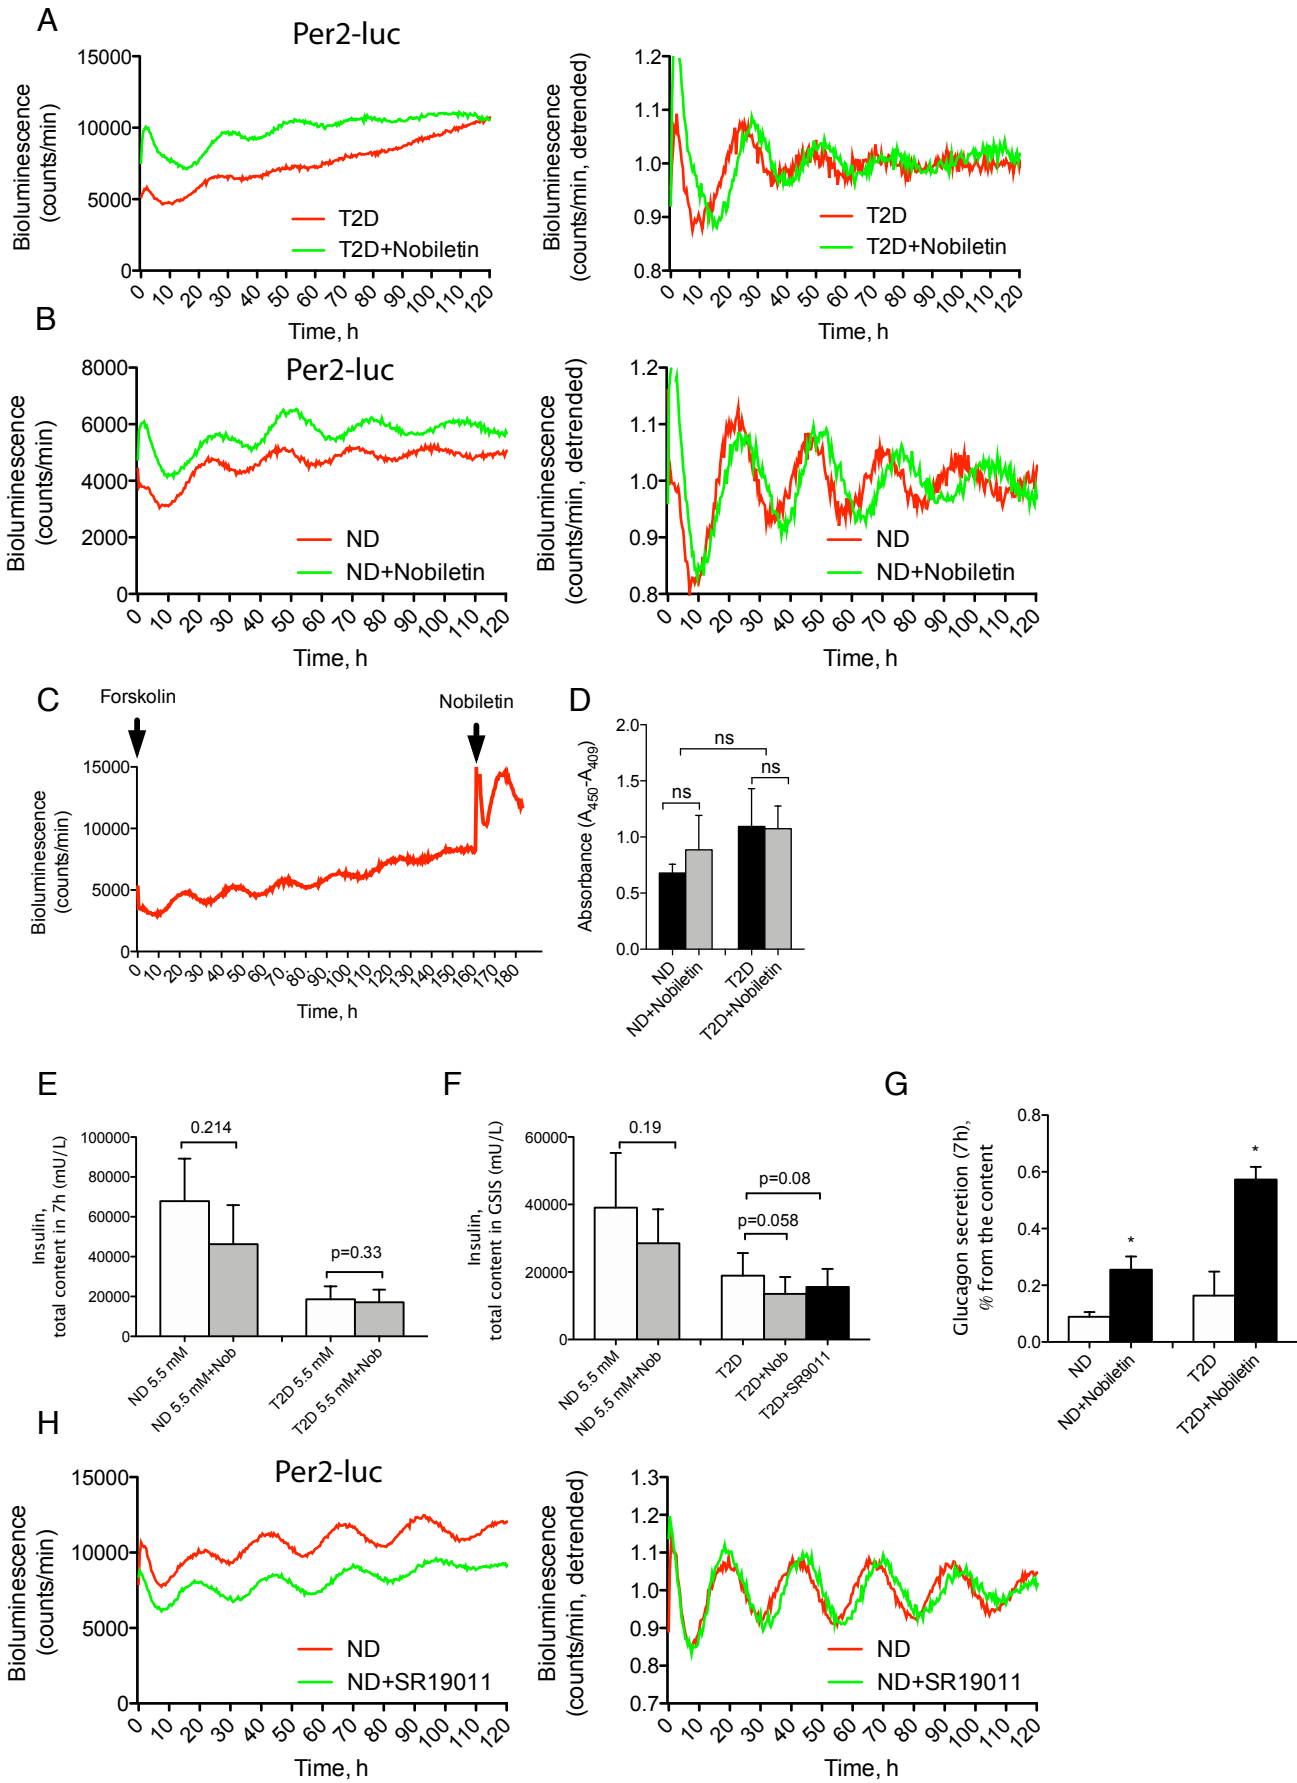 A
Per2-luc
Bioluminescence
(counts/min)
15000
10000
5000
0
T2D
T2D+Nobiletin
0 10 20 30 40 50 60 70 80 90 100 110 120
Time, h
Bioluminescence
(counts/min, detrended)
1.2
1.1
1.0
0.9
0.8
T2D
T2D+Nobiletin
0 10 20 30 40 50 60 70 80 90 100 110 120
Time, h
B
Per2-luc
Bioluminescence
(counts/min)
8000
6000
4000
2000
0
ND
ND+Nobiletin
0 10 20 30 40 50 60 70 80 90 100 110 120
Time, h
Bioluminescence
(counts/min, detrended)
1.2
1.1
1.0
0.9
0.8
ND
ND+Nobiletin
0 10 20 30 40 50 60 70 80 90 100 110 120
Time, h
C
Forskolin
Nobiletin
Bioluminescence
(counts/min)
15000
10000
5000
0
0 10 20 30 40 50 60 70 80 90 100 110 120 130 140 150 160 170 180
Time, h
D
Absorbance (A450-A409)
2.0
1.5
1.0
0.5
0.0
ns
ns
ns
ND
ND+Nobiletin
T2D
T2D+Nobiletin
E
Insulin,
total content in 7h (mU/L)
100000
80000
60000
40000
20000
0
0.214
p=0.33
ND 5.5 mM
ND 5.5 mM+Nob
T2D 5.5 mM
T2D 5.5 mM+Nob
F
Insulin,
total content in GSIS (mU/L)
60000
40000
20000
0
0.19
p=0.08
p=0.058
ND 5.5 mM
ND 5.5 mM+Nob
T2D
T2D+Nob
T2D+SR9011
G
Glucagon secretion (7h),
% from the content
0.8
0.6
0.4
0.2
0.0
*
*
ND
ND+Nobiletin
T2D
T2D+Nobiletin
H
Per2-luc
Bioluminescence
(counts/min)
15000
10000
5000
0
ND
ND+SR19011
0 10 20 30 40 50 60 70 80 90 100 110 120
Time, h
Bioluminescence
(counts/min, detrended)
1.3
1.2
1.1
1.0
0.9
0.8
0.7
ND
ND+SR19011
0 10 20 30 40 50 60 70 80 90 100 110 120
Time, h